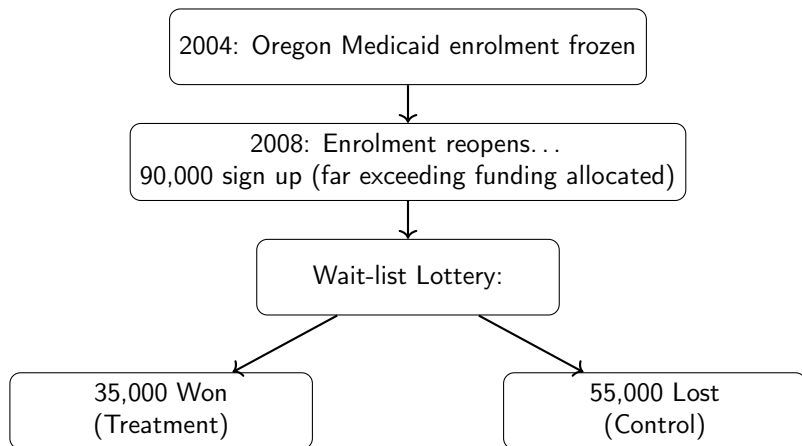 2004: Oregon Medicaid enrolment frozen
2008: Enrolment reopens...
90,000 sign up (far exceeding funding allocated)
Wait-list Lottery:
35,000 Won
(Treatment)
55,000 Lost
(Control)